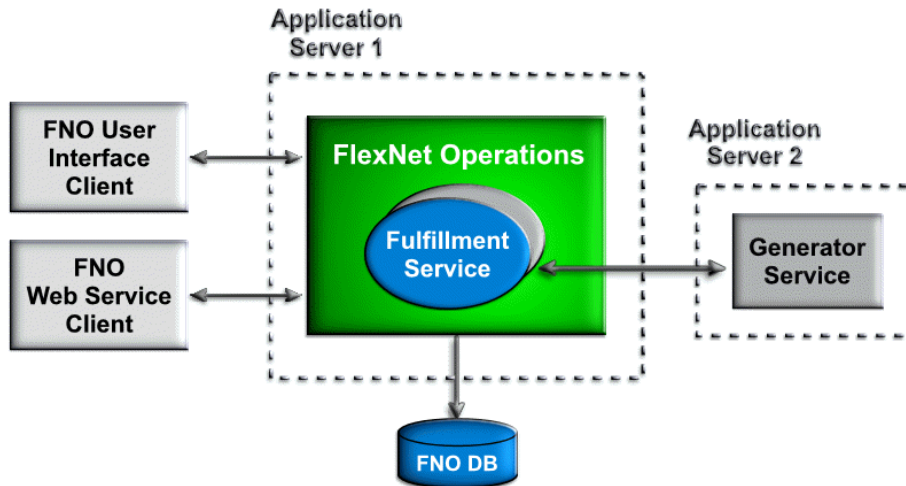 Application
Server 1
FNO User
Interface
Client
FlexNet Operations
Application
Server 2
Fulfillment
Service
Generator
Service
FNO
Web Service
Client
FNO DB